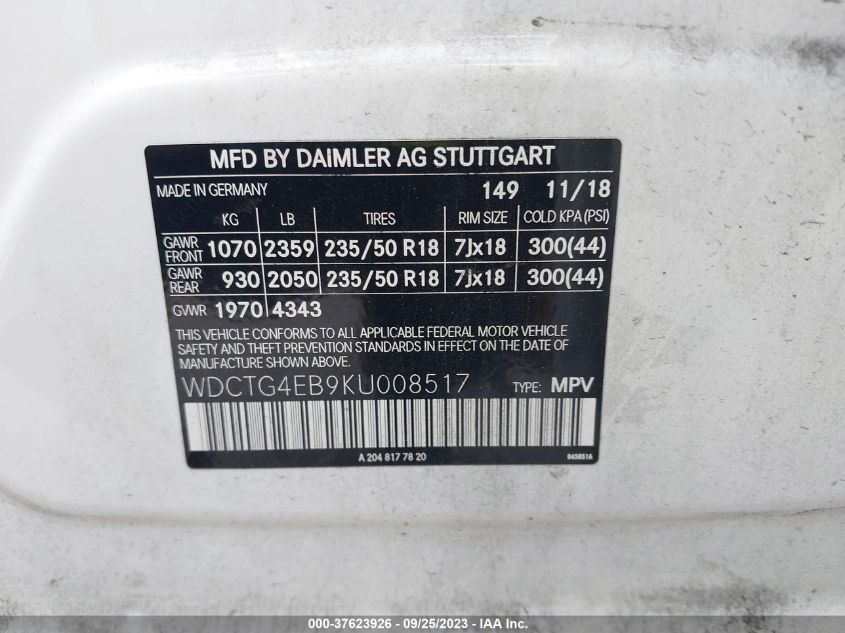 MFD BY DAIMLER AG STUTTGART
MADE IN GERMANY 149 11/18
KG LB TIRES RIM SIZE COLD KPA (PSI)
GAWR FRONT 1070 2359 235/50 R18 7Jx18 300(44)
GAWR REAR 930 2050 235/50 R18 7Jx18 300(44)
GVWR 1970 4343
THIS VEHICLE CONFORMS TO ALL APPLICABLE FEDERAL MOTOR VEHICLE
SAFETY AND THEFT PREVENTION STANDARDS IN EFFECT ON THE DATE OF
MANUFACTURE SHOWN ABOVE.
WDCTG4EB9KU008517 TYPE: MPV
A 204 817 78 20 8458516
000-37623926 - 09/25/2023 - Copyright © IAA, Inc.